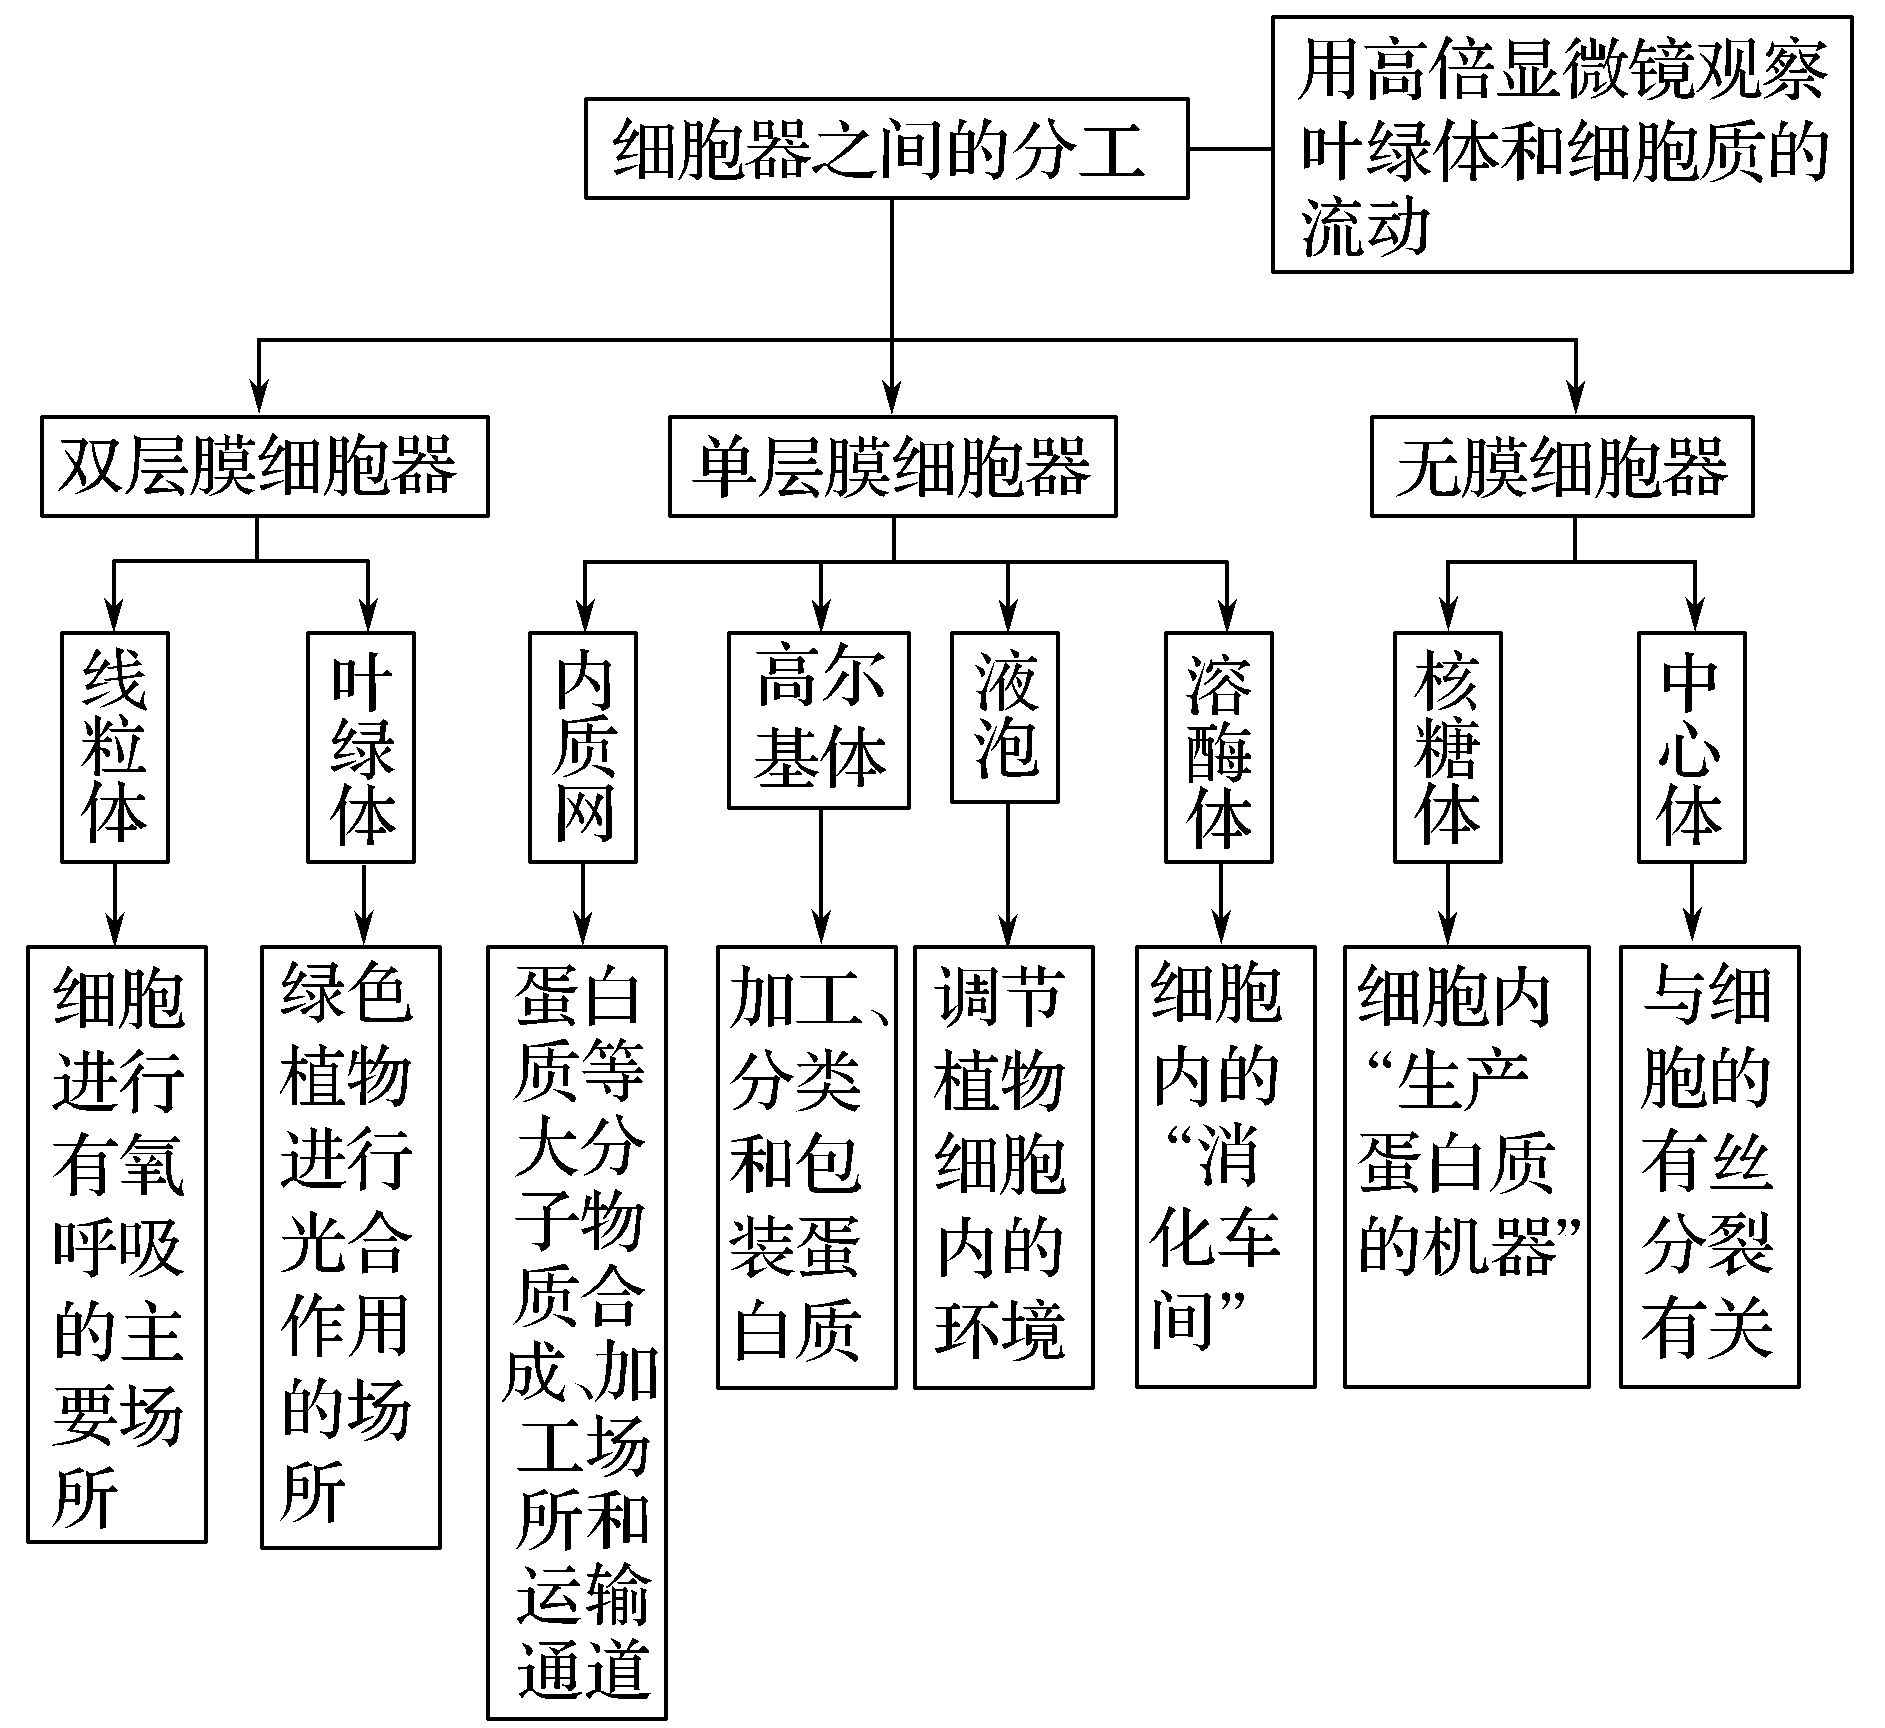 用高倍显微镜观察
叶绿体和细胞质的
流动
细胞器之间的分工
双层膜细胞器
单层膜细胞器
无膜细胞器
线
粒
体
叶
绿
体
内
质
网
高尔
基体
液
泡
溶
酶
体
核
糖
体
中
心
体
细胞
进行
有氧
呼吸
的主
要场
所
绿色
植物
进行
光合
作用
的场
所
蛋白
质等
大分
子物
质合
成、加
工场
所和
运输
通道
加工、
分类
和包
装蛋
白质
调节
植物
细胞
内的
环境
细胞
内的
“消
化车
间”
细胞内
“生产
蛋白质
的机器”
与细
胞的
有丝
分裂
有关